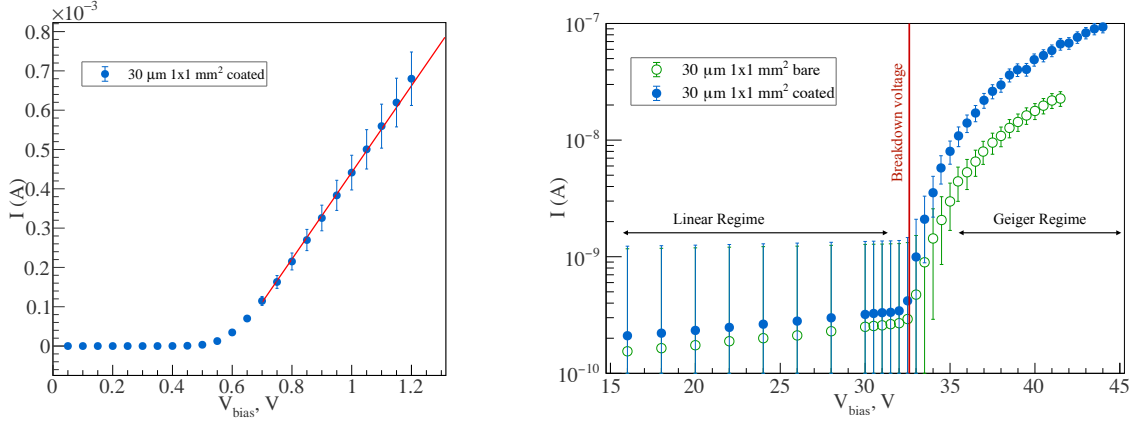 ×10⁻³
0.8
0.7
0.6
0.5
0.4
0.3
0.2
0.1
0
I (A)
30 μm 1x1 mm² coated
0 0.2 0.4 0.6 0.8 1 1.2
V_bias, V
10⁻⁷
10⁻⁸
10⁻⁹
10⁻¹⁰
I (A)
30 μm 1x1 mm² bare
30 μm 1x1 mm² coated
Breakdown voltage
Linear Regime
Geiger Regime
15 20 25 30 35 40 45
V_bias, V